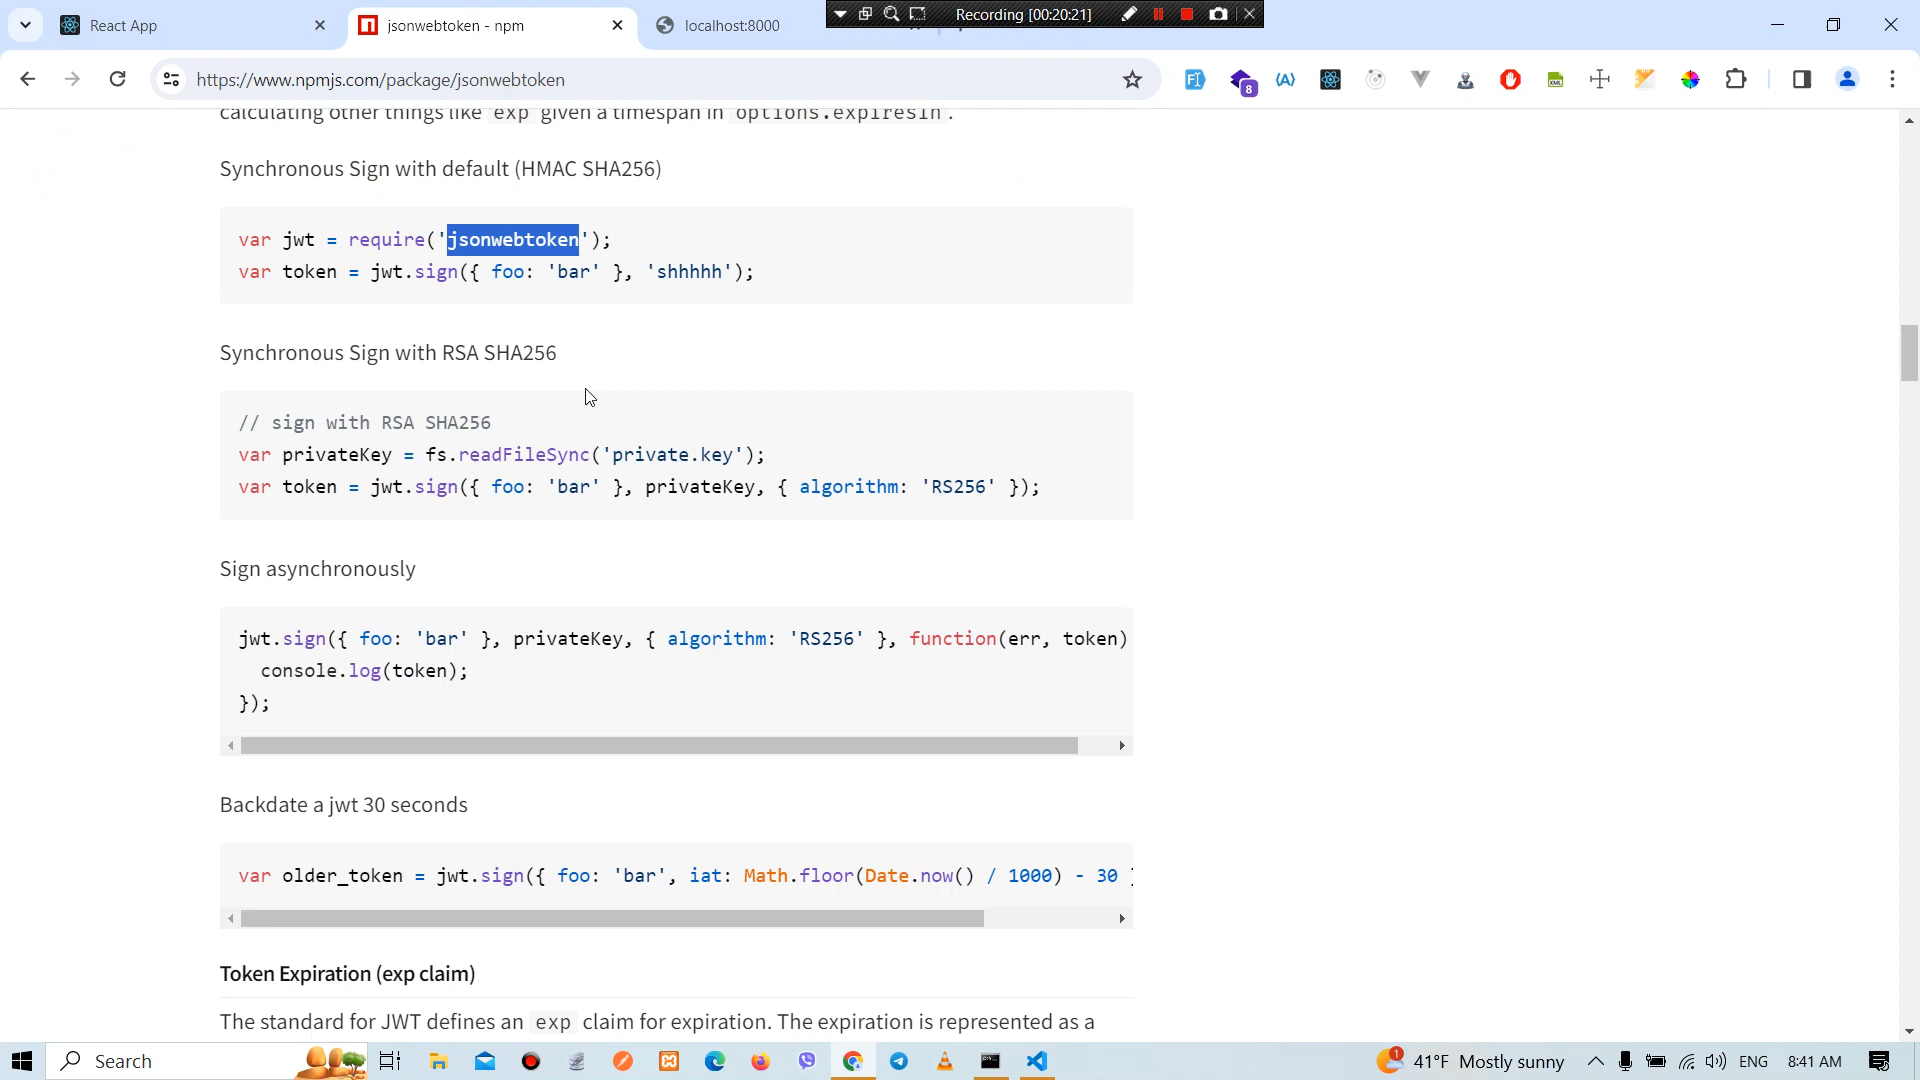 React App
jsonwebtoken - npm
localhost:8000
Recording [00:20:21]
https://www.npmjs.com/package/jsonwebtoken
8
calculating other things like exp given a timespan in options.expiresIn .
Synchronous Sign with default (HMAC SHA256)
var jwt = require('jsonwebtoken');
var token = jwt.sign({ foo: 'bar' }, 'shhhhh');
Synchronous Sign with RSA SHA256
// sign with RSA SHA256
var privateKey = fs.readFileSync('private.key');
var token = jwt.sign({ foo: 'bar' }, privateKey, { algorithm: 'RS256' });
Sign asynchronously
jwt.sign({ foo: 'bar' }, privateKey, { algorithm: 'RS256' }, function(err, token)
console.log(token);
});
Backdate a jwt 30 seconds
var older_token = jwt.sign({ foo: 'bar', iat: Math.floor(Date.now() / 1000) - 30 }
Token Expiration (exp claim)
The standard for JWT defines an exp claim for expiration. The expiration is represented as a
Search
1
41°F Mostly sunny
ENG
8:41 AM